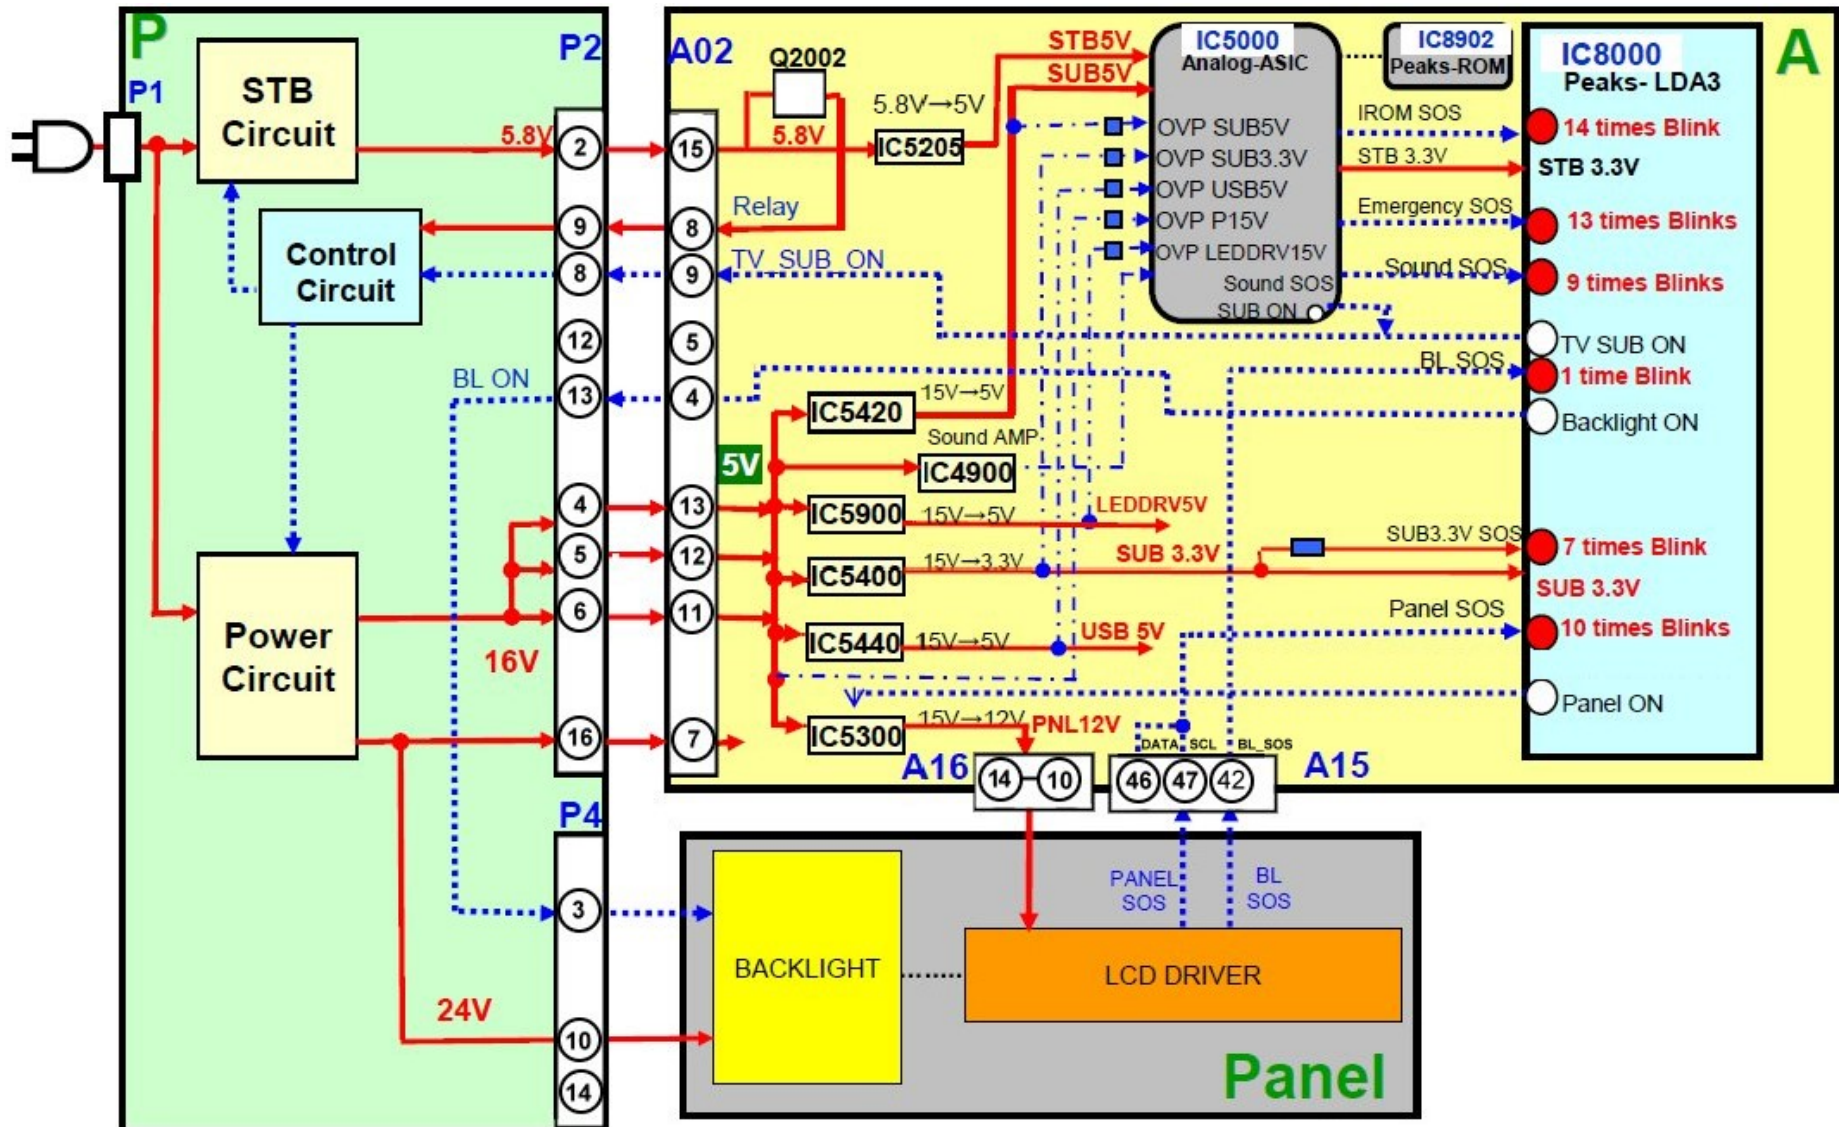 P
P1
STB
Circuit
5.8V
P2
2
9
8
12
13
4
5
6
16
Control
Circuit
BL ON
Power
Circuit
16V
24V
P4
3
10
14
A02
15
8
9
5
4
13
12
11
7
Q2002
5.8V
5.8V→5V
IC5205
Relay
TV_SUB_ON
5V
STB5V
SUB5V
IC5000
Analog-ASIC
OVP SUB5V
OVP SUB3.3V
OVP USB5V
OVP P15V
OVP LEDDRV15V
Sound SOS
SUB ON
IC8902
Peaks-ROM
A
IC8000
Peaks- LDA3
IROM SOS
14 times Blink
STB 3.3V
STB 3.3V
Emergency SOS
13 times Blinks
Sound SOS
9 times Blinks
TV SUB ON
BL SOS
1 time Blink
Backlight ON
IC5420
15V→5V
Sound AMP
IC4900
IC5900
15V→5V
LEDDRV5V
IC5400
15V→3.3V
SUB 3.3V
SUB3.3V SOS
7 times Blink
SUB 3.3V
IC5440
15V→5V
USB 5V
Panel SOS
10 times Blinks
Panel ON
IC5300
15V→12V
PNL12V
A16
14
10
DATA SCL BL_SOS
46
47
42
A15
PANEL
SOS
BL
SOS
BACKLIGHT
LCD DRIVER
Panel